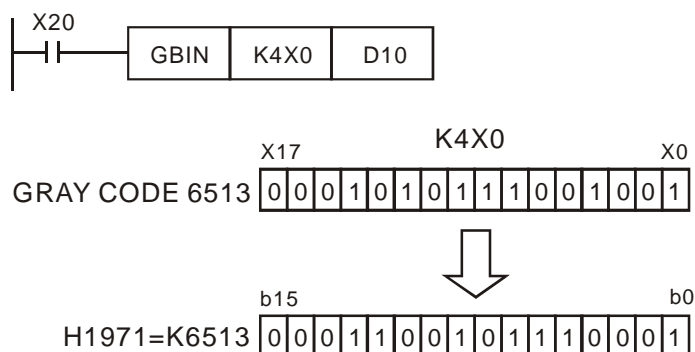 X20
GBIN K4X0 D10
K4X0
X17 X0
GRAY CODE 6513 0 0 0 1 0 1 0 1 1 1 0 0 1 0 0 1
b15 b0
H1971=K6513 0 0 0 1 1 0 0 1 0 1 1 1 0 0 0 1